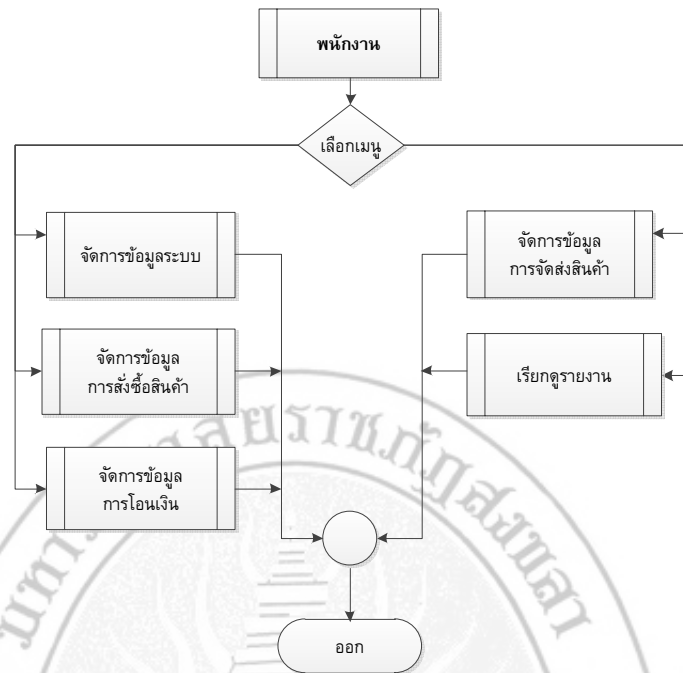 พนักงาน
เลือกเมนู
จัดการข้อมูลระบบ
จัดการข้อมูล
การสั่งซื้อสินค้า
จัดการข้อมูล
การโอนเงิน
จัดการข้อมูล
การจัดส่งสินค้า
เรียกดูรายงาน
ออก